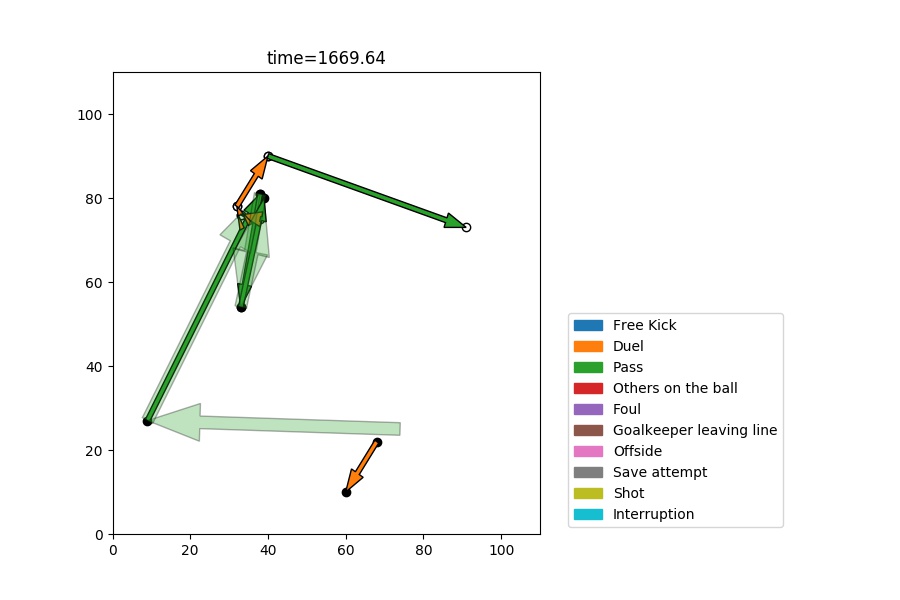 time=1669.64
100
80
60
40
20
0
0 20 40 60 80 100
Free Kick
Duel
Pass
Others on the ball
Foul
Goalkeeper leaving line
Offside
Save attempt
Shot
Interruption